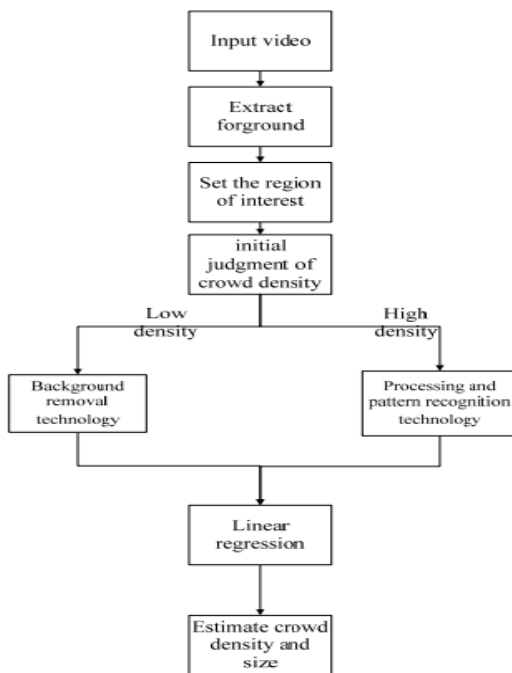 Input video
Extract
forground
Set the region
of interest
initial
judgment of
crowd density
Low
density
High
density
Background
removal
technology
Processing and
pattern recognition
technology
Linear
regression
Estimate crowd
density and
size